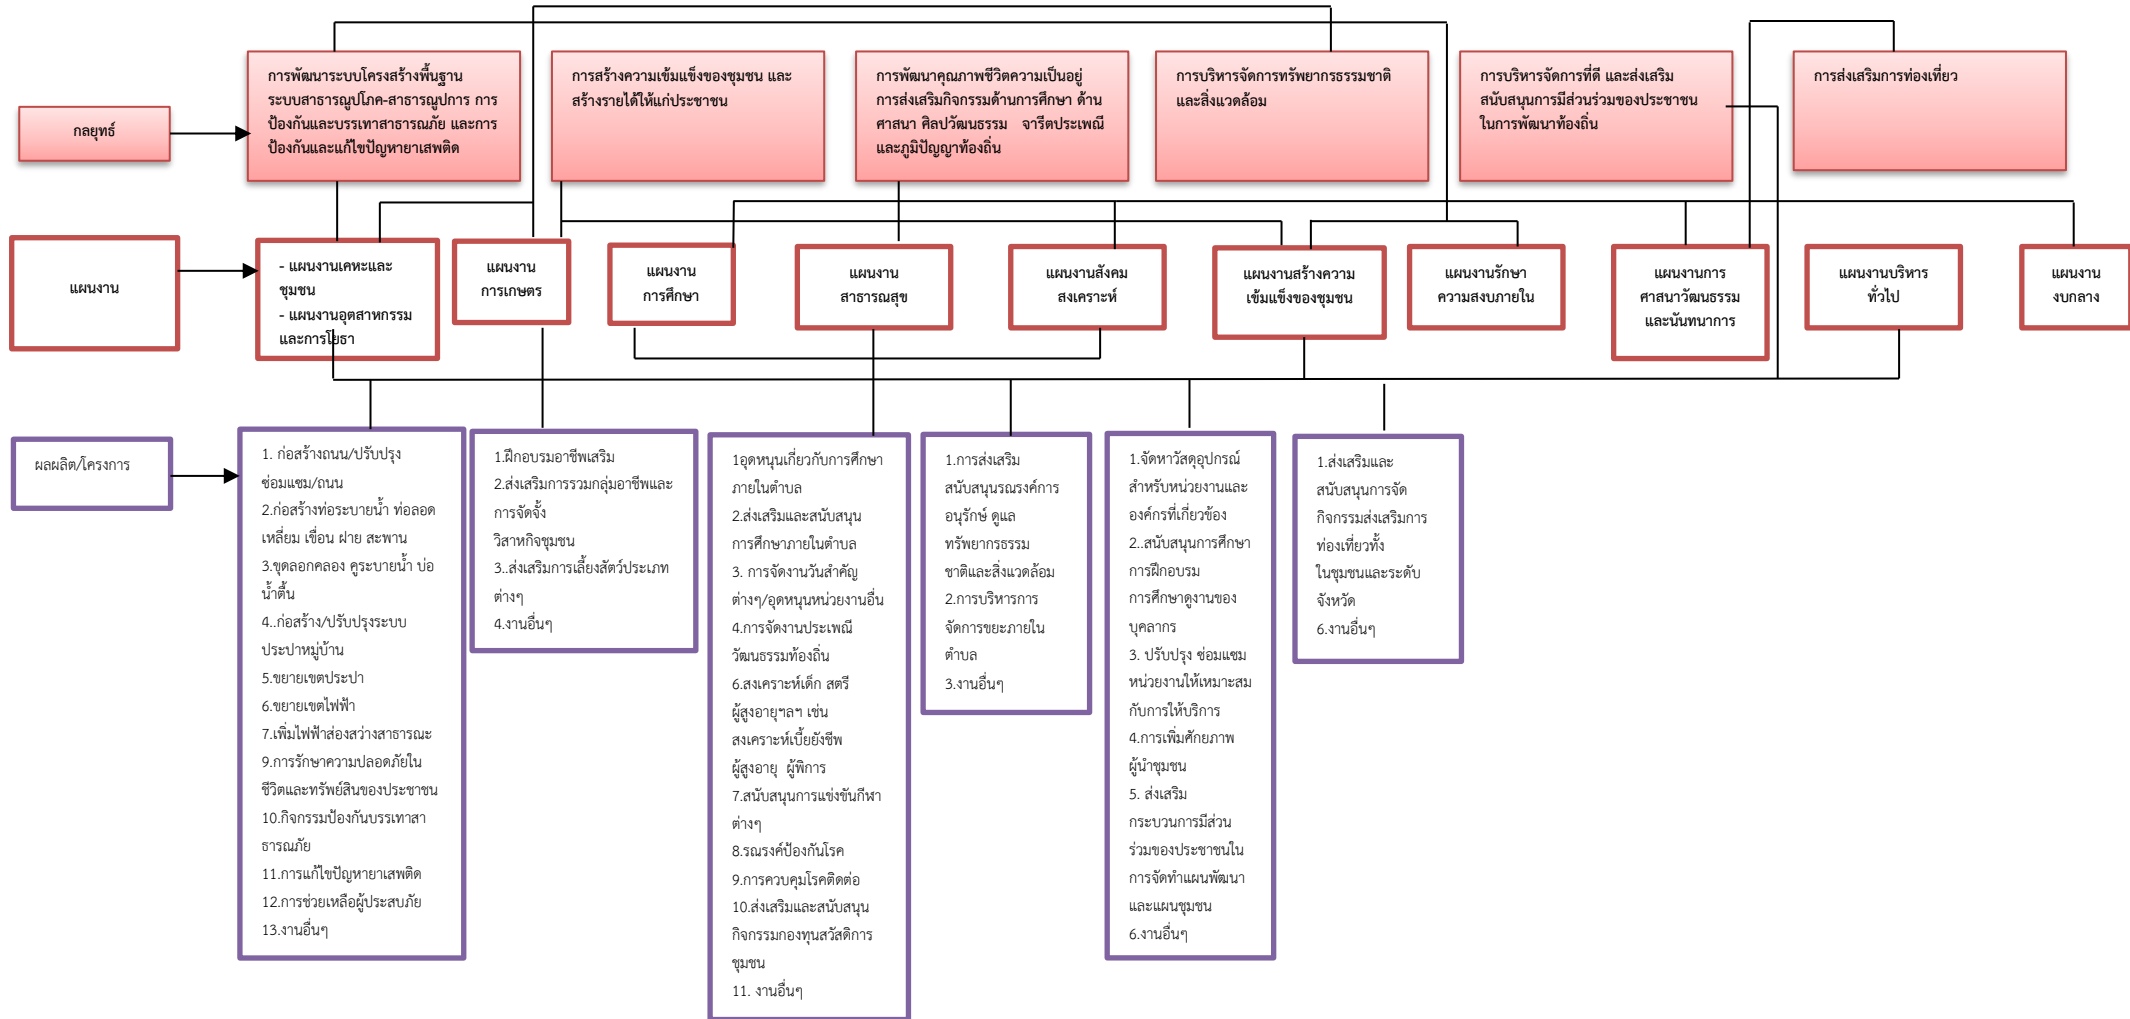 กลยุทธ์
การพัฒนาระบบโครงสร้างพื้นฐาน
ระบบสาธารณูปโภค-สาธารณูปการ การ
ป้องกันและบรรเทาสาธารณภัย และการ
ป้องกันและแก้ไขปัญหายาเสพติด
การสร้างความเข้มแข็งของชุมชน และ
สร้างรายได้ให้แก่ประชาชน
การพัฒนาคุณภาพชีวิตความเป็นอยู่
การส่งเสริมกิจกรรมด้านการศึกษา ด้าน
ศาสนา ศิลปวัฒนธรรม จารีตประเพณี
และภูมิปัญญาท้องถิ่น
การบริหารจัดการทรัพยากรธรรมชาติ
และสิ่งแวดล้อม
การบริหารจัดการที่ดี และส่งเสริม
สนับสนุนการมีส่วนร่วมของประชาชน
ในการพัฒนาท้องถิ่น
การส่งเสริมการท่องเที่ยว
แผนงาน
- แผนงานเคหะและ
ชุมชน
- แผนงานอุตสาหกรรม
และการโยธา
แผนงาน
การเกษตร
แผนงาน
การศึกษา
แผนงาน
สาธารณสุข
แผนงานสังคม
สงเคราะห์
แผนงานสร้างความ
เข้มแข็งของชุมชน
แผนงานรักษา
ความสงบภายใน
แผนงานการ
ศาสนาวัฒนธรรม
และนันทนาการ
แผนงานบริหาร
ทั่วไป
แผนงาน
งบกลาง
ผลผลิต/โครงการ
1. ก่อสร้างถนน/ปรับปรุง
ซ่อมแซม/ถนน
2.ก่อสร้างท่อระบายน้ำ ท่อลอด
เหลี่ยม เขื่อน ฝาย สะพาน
3.ขุดลอกคลอง คูระบายน้ำ บ่อ
น้ำตื้น
4..ก่อสร้าง/ปรับปรุงระบบ
ประปาหมู่บ้าน
5.ขยายเขตประปา
6.ขยายเขตไฟฟ้า
7.เพิ่มไฟฟ้าส่องสว่างสาธารณะ
9.การรักษาความปลอดภัยใน
ชีวิตและทรัพย์สินของประชาชน
10.กิจกรรมป้องกันบรรเทาสา
ธารณภัย
11.การแก้ไขปัญหายาเสพติด
12.การช่วยเหลือผู้ประสบภัย
13.งานอื่นๆ
1.ฝึกอบรมอาชีพเสริม
2.ส่งเสริมการรวมกลุ่มอาชีพและ
การจัดจั้ง
วิสาหกิจชุมชน
3..ส่งเสริมการเลี้ยงสัตว์ประเภท
ต่างๆ
4.งานอื่นๆ
1อุดหนุนเกี่ยวกับการศึกษา
ภายในตำบล
2.ส่งเสริมและสนับสนุน
การศึกษาภายในตำบล
3. การจัดงานวันสำคัญ
ต่างๆ/อุดหนุนหน่วยงานอื่น
4.การจัดงานประเพณี
วัฒนธรรมท้องถิ่น
6.สงเคราะห์เด็ก สตรี
ผู้สูงอายุฯลฯ เช่น
สงเคราะห์เบี้ยยังชีพ
ผู้สูงอายุ ผู้พิการ
7.สนับสนุนการแข่งขันกีฬา
ต่างๆ
8.รณรงค์ป้องกันโรค
9.การควบคุมโรคติดต่อ
10.ส่งเสริมและสนับสนุน
กิจกรรมกองทุนสวัสดิการ
ชุมชน
11. งานอื่นๆ
1.การส่งเสริม
สนับสนุนรณรงค์การ
อนุรักษ์ ดูแล
ทรัพยากรธรรม
ชาติและสิ่งแวดล้อม
2.การบริหารการ
จัดการขยะภายใน
ตำบล
3.งานอื่นๆ
1.จัดหาวัสดุอุปกรณ์
สำหรับหน่วยงานและ
องค์กรที่เกี่ยวข้อง
2..สนับสนุนการศึกษา
การฝึกอบรม
การศึกษาดูงานของ
บุคลากร
3. ปรับปรุง ซ่อมแซม
หน่วยงานให้เหมาะสม
กับการให้บริการ
4.การเพิ่มศักยภาพ
ผู้นำชุมชน
5. ส่งเสริม
กระบวนการมีส่วน
ร่วมของประชาชนใน
การจัดทำแผนพัฒนา
และแผนชุมชน
6.งานอื่นๆ
1.ส่งเสริมและ
สนับสนุนการจัด
กิจกรรมส่งเสริมการ
ท่องเที่ยวทั้ง
ในชุมชนและระดับ
จังหวัด
6.งานอื่นๆ